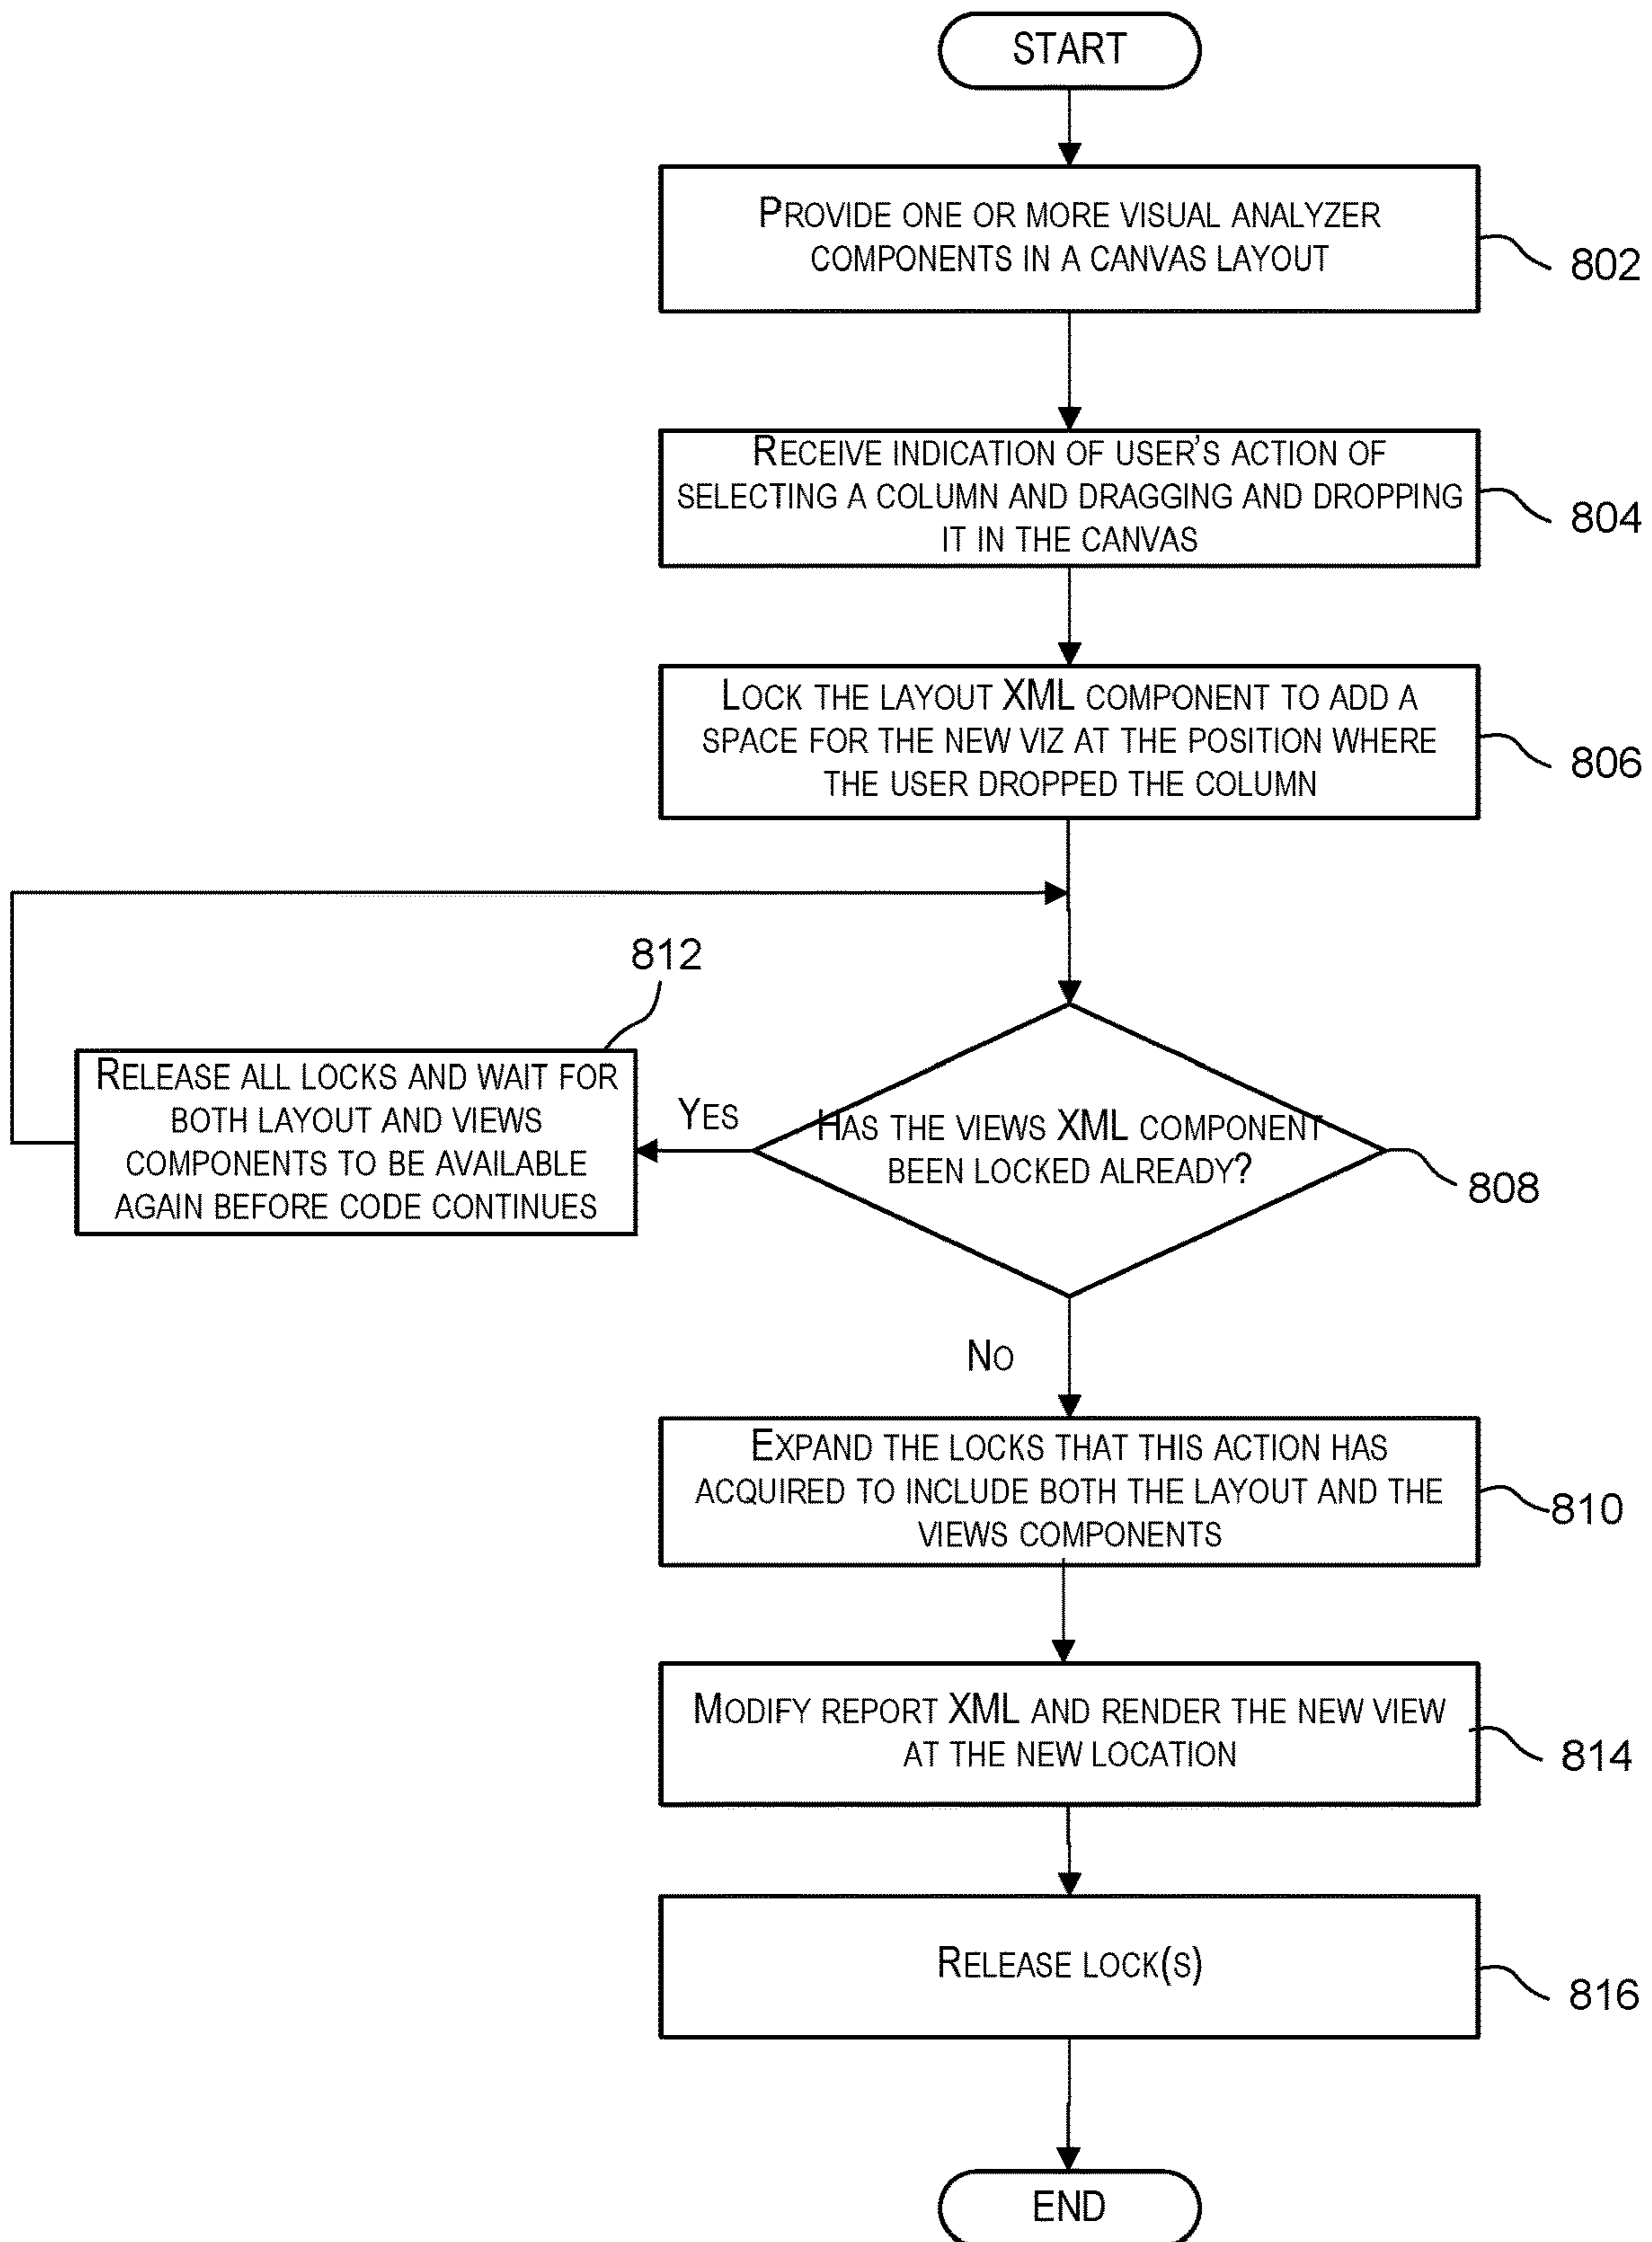 START
PROVIDE ONE OR MORE VISUAL ANALYZER
COMPONENTS IN A CANVAS LAYOUT
802
RECEIVE INDICATION OF USER'S ACTION OF
SELECTING A COLUMN AND DRAGGING AND DROPPING
IT IN THE CANVAS
804
LOCK THE LAYOUT XML COMPONENT TO ADD A
SPACE FOR THE NEW VIZ AT THE POSITION WHERE
THE USER DROPPED THE COLUMN
806
812
RELEASE ALL LOCKS AND WAIT FOR
BOTH LAYOUT AND VIEWS
COMPONENTS TO BE AVAILABLE
AGAIN BEFORE CODE CONTINUES
YES
HAS THE VIEWS XML COMPONENT
BEEN LOCKED ALREADY?
808
NO
EXPAND THE LOCKS THAT THIS ACTION HAS
ACQUIRED TO INCLUDE BOTH THE LAYOUT AND THE
VIEWS COMPONENTS
810
MODIFY REPORT XML AND RENDER THE NEW VIEW
AT THE NEW LOCATION
814
RELEASE LOCK(S)
816
END